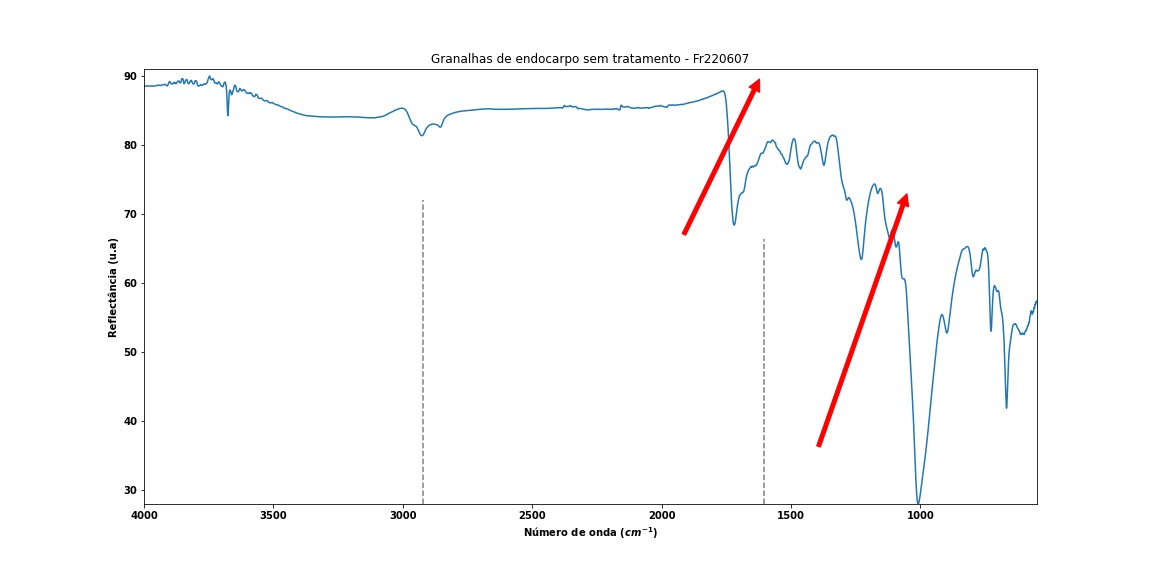 Granalhas de endocarpo sem tratamento - Fr220607
90
80
70
60
50
40
30
Reflectância (u.a)
4000 3500 3000 2500 2000 1500 1000
Número de onda (cm⁻¹)